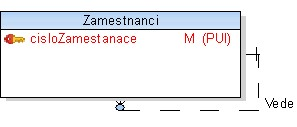 Zamestnanci
cisloZamestanace M (PUI)
Vede